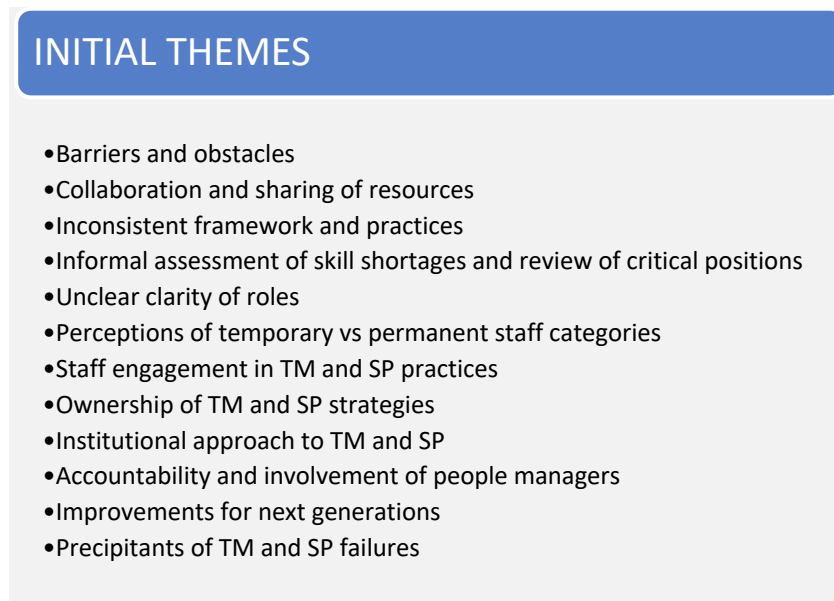 INITIAL THEMES
•Barriers and obstacles
•Collaboration and sharing of resources
•Inconsistent framework and practices
•Informal assessment of skill shortages and review of critical positions
•Unclear clarity of roles
•Perceptions of temporary vs permanent staff categories
•Staff engagement in TM and SP practices
•Ownership of TM and SP strategies
•Institutional approach to TM and SP
•Accountability and involvement of people managers
•Improvements for next generations
•Precipitants of TM and SP failures